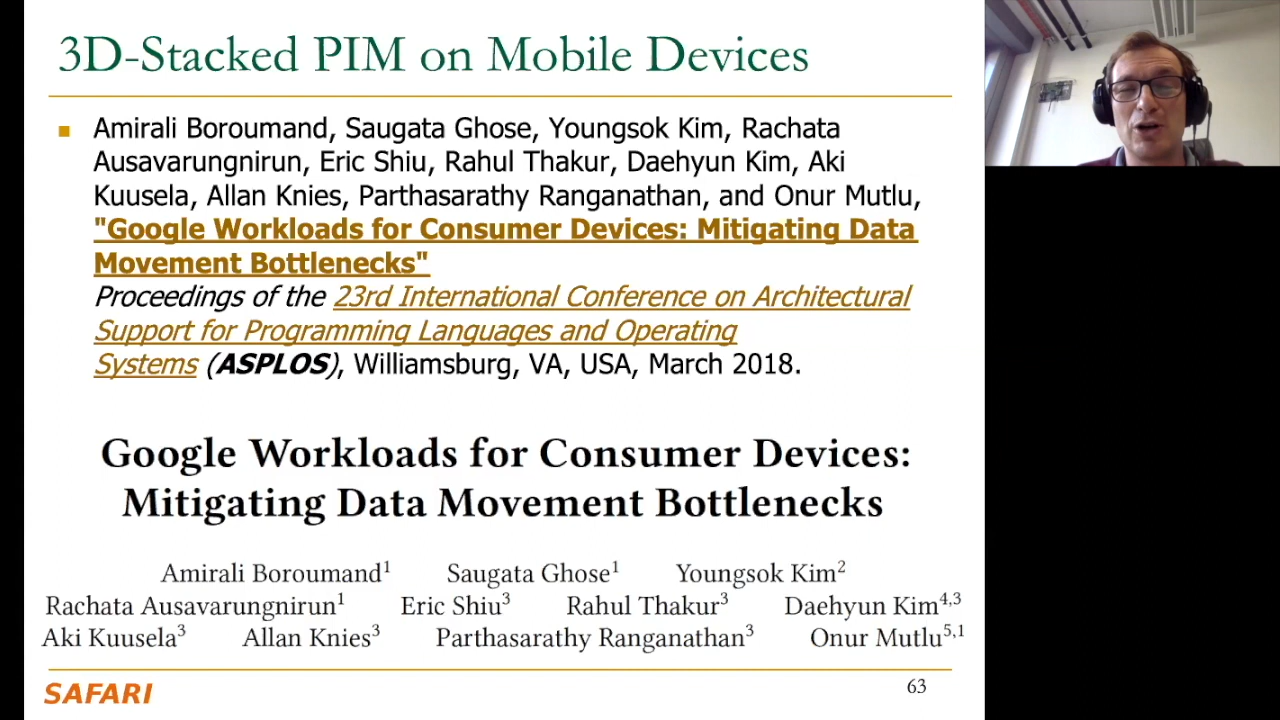 3D-Stacked PIM on Mobile Devices
Amirali Boroumand, Saugata Ghose, Youngsok Kim, Rachata
Ausavarungnirun, Eric Shiu, Rahul Thakur, Daehyun Kim, Aki
Kuusela, Allan Knies, Parthasarathy Ranganathan, and Onur Mutlu,
"Google Workloads for Consumer Devices: Mitigating Data
Movement Bottlenecks"
Proceedings of the 23rd International Conference on Architectural
Support for Programming Languages and Operating
Systems (ASPLOS), Williamsburg, VA, USA, March 2018.
Google Workloads for Consumer Devices:
Mitigating Data Movement Bottlenecks
Amirali Boroumand1 Saugata Ghose1 Youngsok Kim2
Rachata Ausavarungnirun1 Eric Shiu3 Rahul Thakur3 Daehyun Kim4,3
Aki Kuusela3 Allan Knies3 Parthasarathy Ranganathan3 Onur Mutlu5,1
SAFARI
63